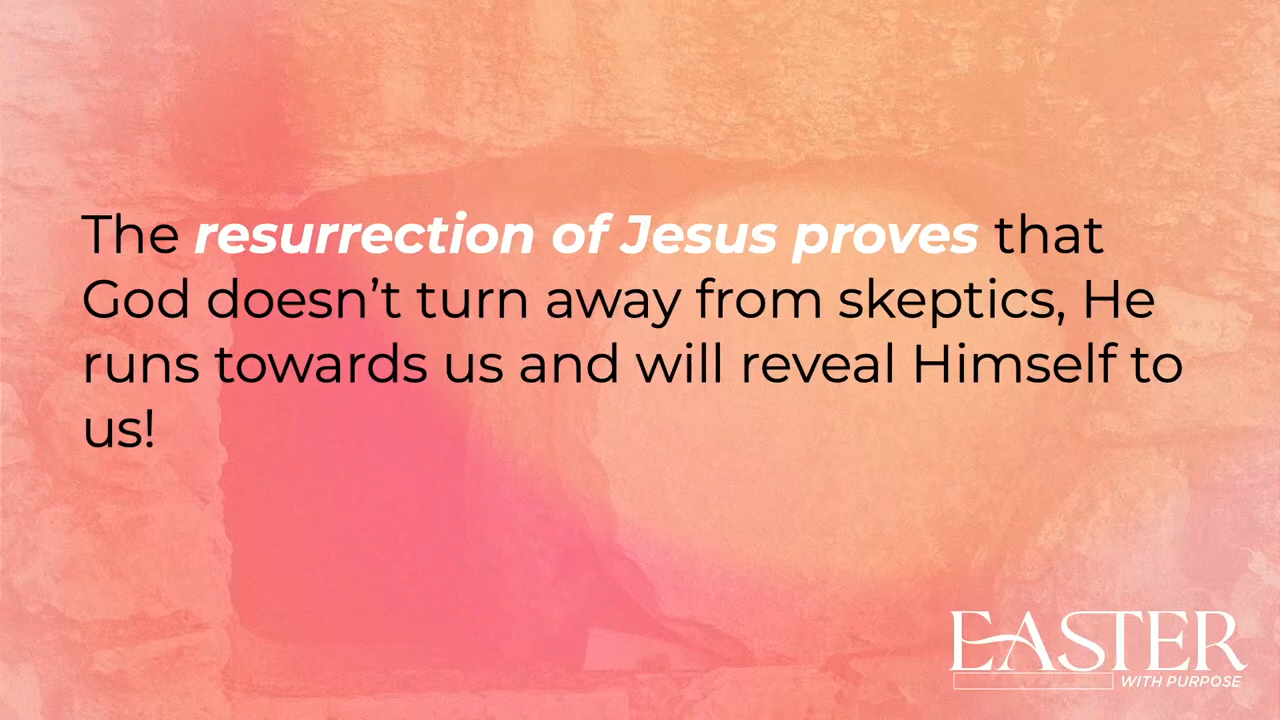 The resurrection of Jesus proves that
God doesn’t turn away from skeptics, He
runs towards us and will reveal Himself to
us!
EASTER
WITH PURPOSE